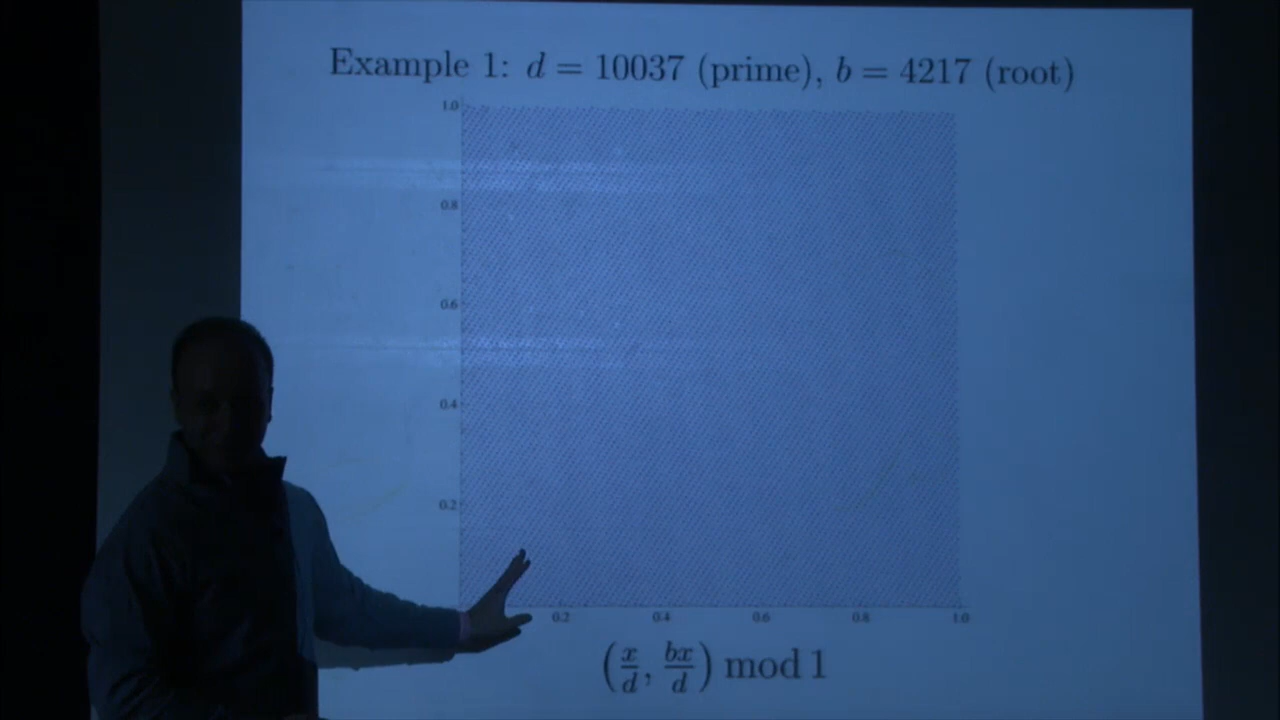 Example 1: d = 10037 (prime), b = 4217 (root)
1.0
0.8
0.6
0.4
0.2
0.2 0.4 0.6 0.8 1.0
(x/d, bx/d) mod 1